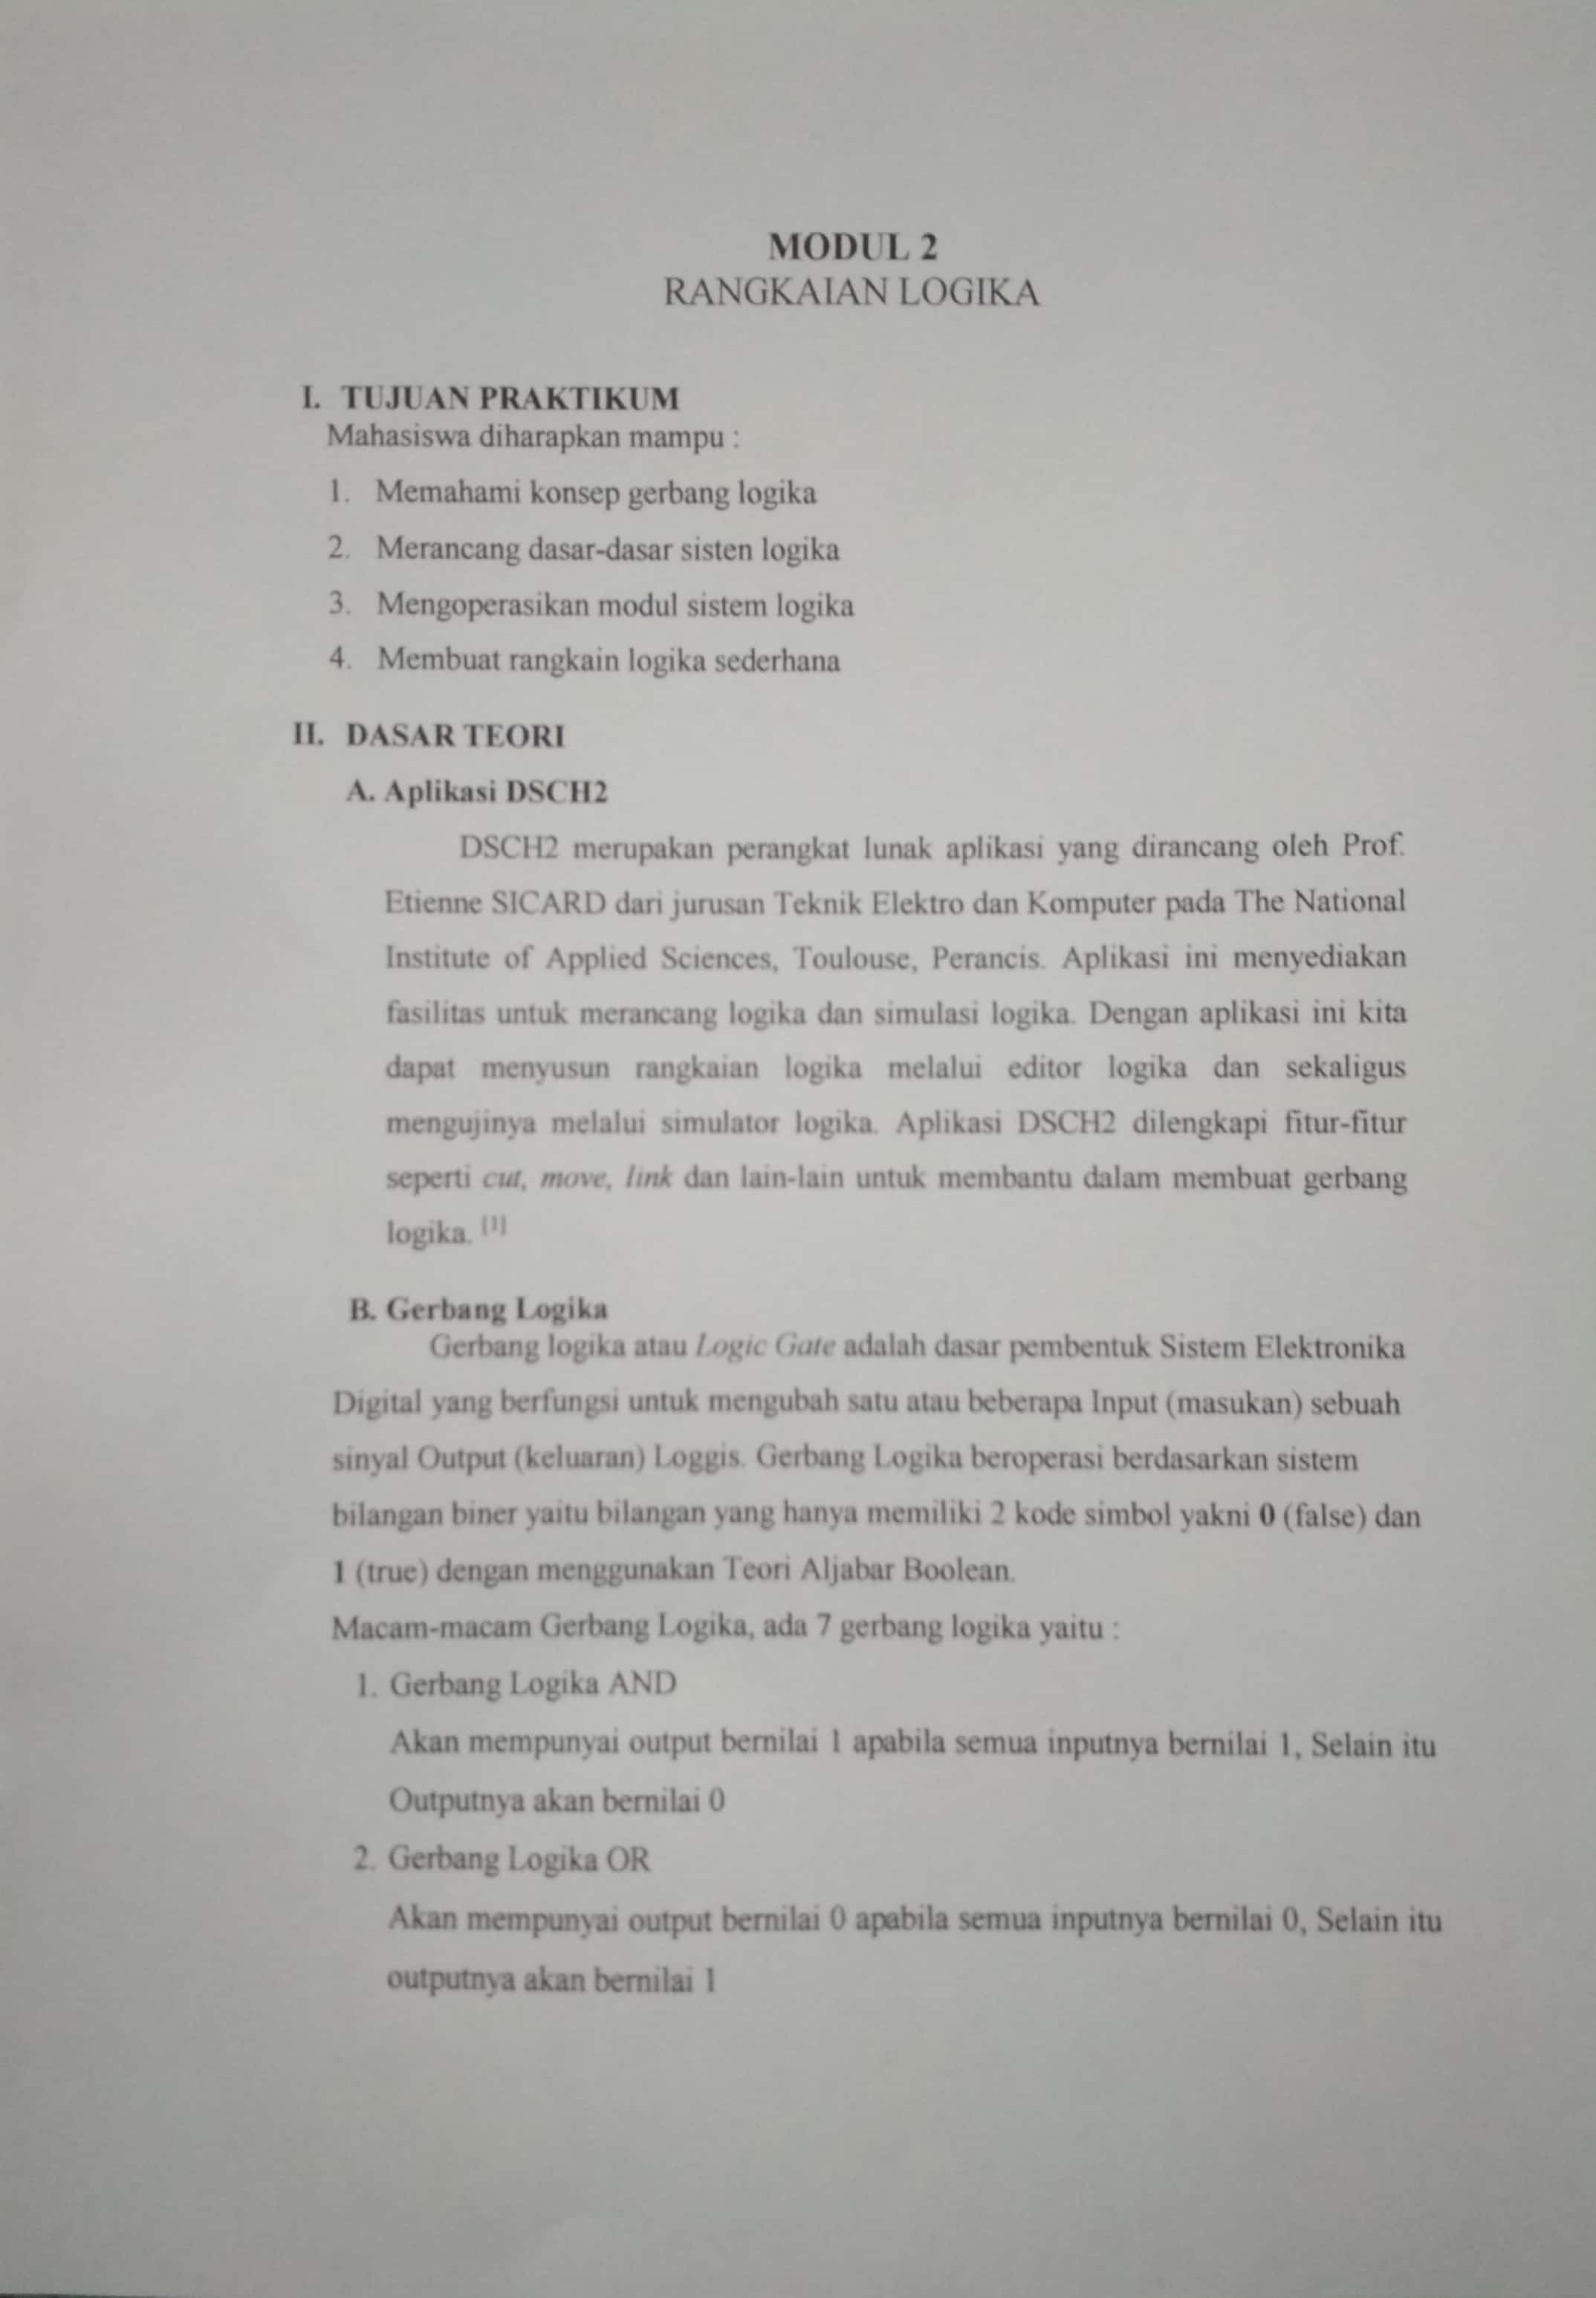 MODUL 2
RANGKAIAN LOGIKA
I. TUJUAN PRAKTIKUM
Mahasiswa diharapkan mampu :
1. Memahami konsep gerbang logika
2. Merancang dasar-dasar sisten logika
3. Mengoperasikan modul sistem logika
4. Membuat rangkain logika sederhana
II. DASAR TEORI
A. Aplikasi DSCH2
DSCH2 merupakan perangkat lunak aplikasi yang dirancang oleh Prof.
Etienne SICARD dari jurusan Teknik Elektro dan Komputer pada The National
Institute of Applied Sciences, Toulouse, Perancis. Aplikasi ini menyediakan
fasilitas untuk merancang logika dan simulasi logika. Dengan aplikasi ini kita
dapat menyusun rangkaian logika melalui editor logika dan sekaligus
mengujinya melalui simulator logika. Aplikasi DSCH2 dilengkapi fitur-fitur
seperti cut, move, link dan lain-lain untuk membantu dalam membuat gerbang
logika. [1]
B. Gerbang Logika
Gerbang logika atau Logic Gate adalah dasar pembentuk Sistem Elektronika
Digital yang berfungsi untuk mengubah satu atau beberapa Input (masukan) sebuah
sinyal Output (keluaran) Loggis. Gerbang Logika beroperasi berdasarkan sistem
bilangan biner yaitu bilangan yang hanya memiliki 2 kode simbol yakni 0 (false) dan
1 (true) dengan menggunakan Teori Aljabar Boolean.
Macam-macam Gerbang Logika, ada 7 gerbang logika yaitu :
1. Gerbang Logika AND
Akan mempunyai output bernilai 1 apabila semua inputnya bernilai 1, Selain itu
Outputnya akan bernilai 0
2. Gerbang Logika OR
Akan mempunyai output bernilai 0 apabila semua inputnya bernilai 0, Selain itu
outputnya akan bernilai 1